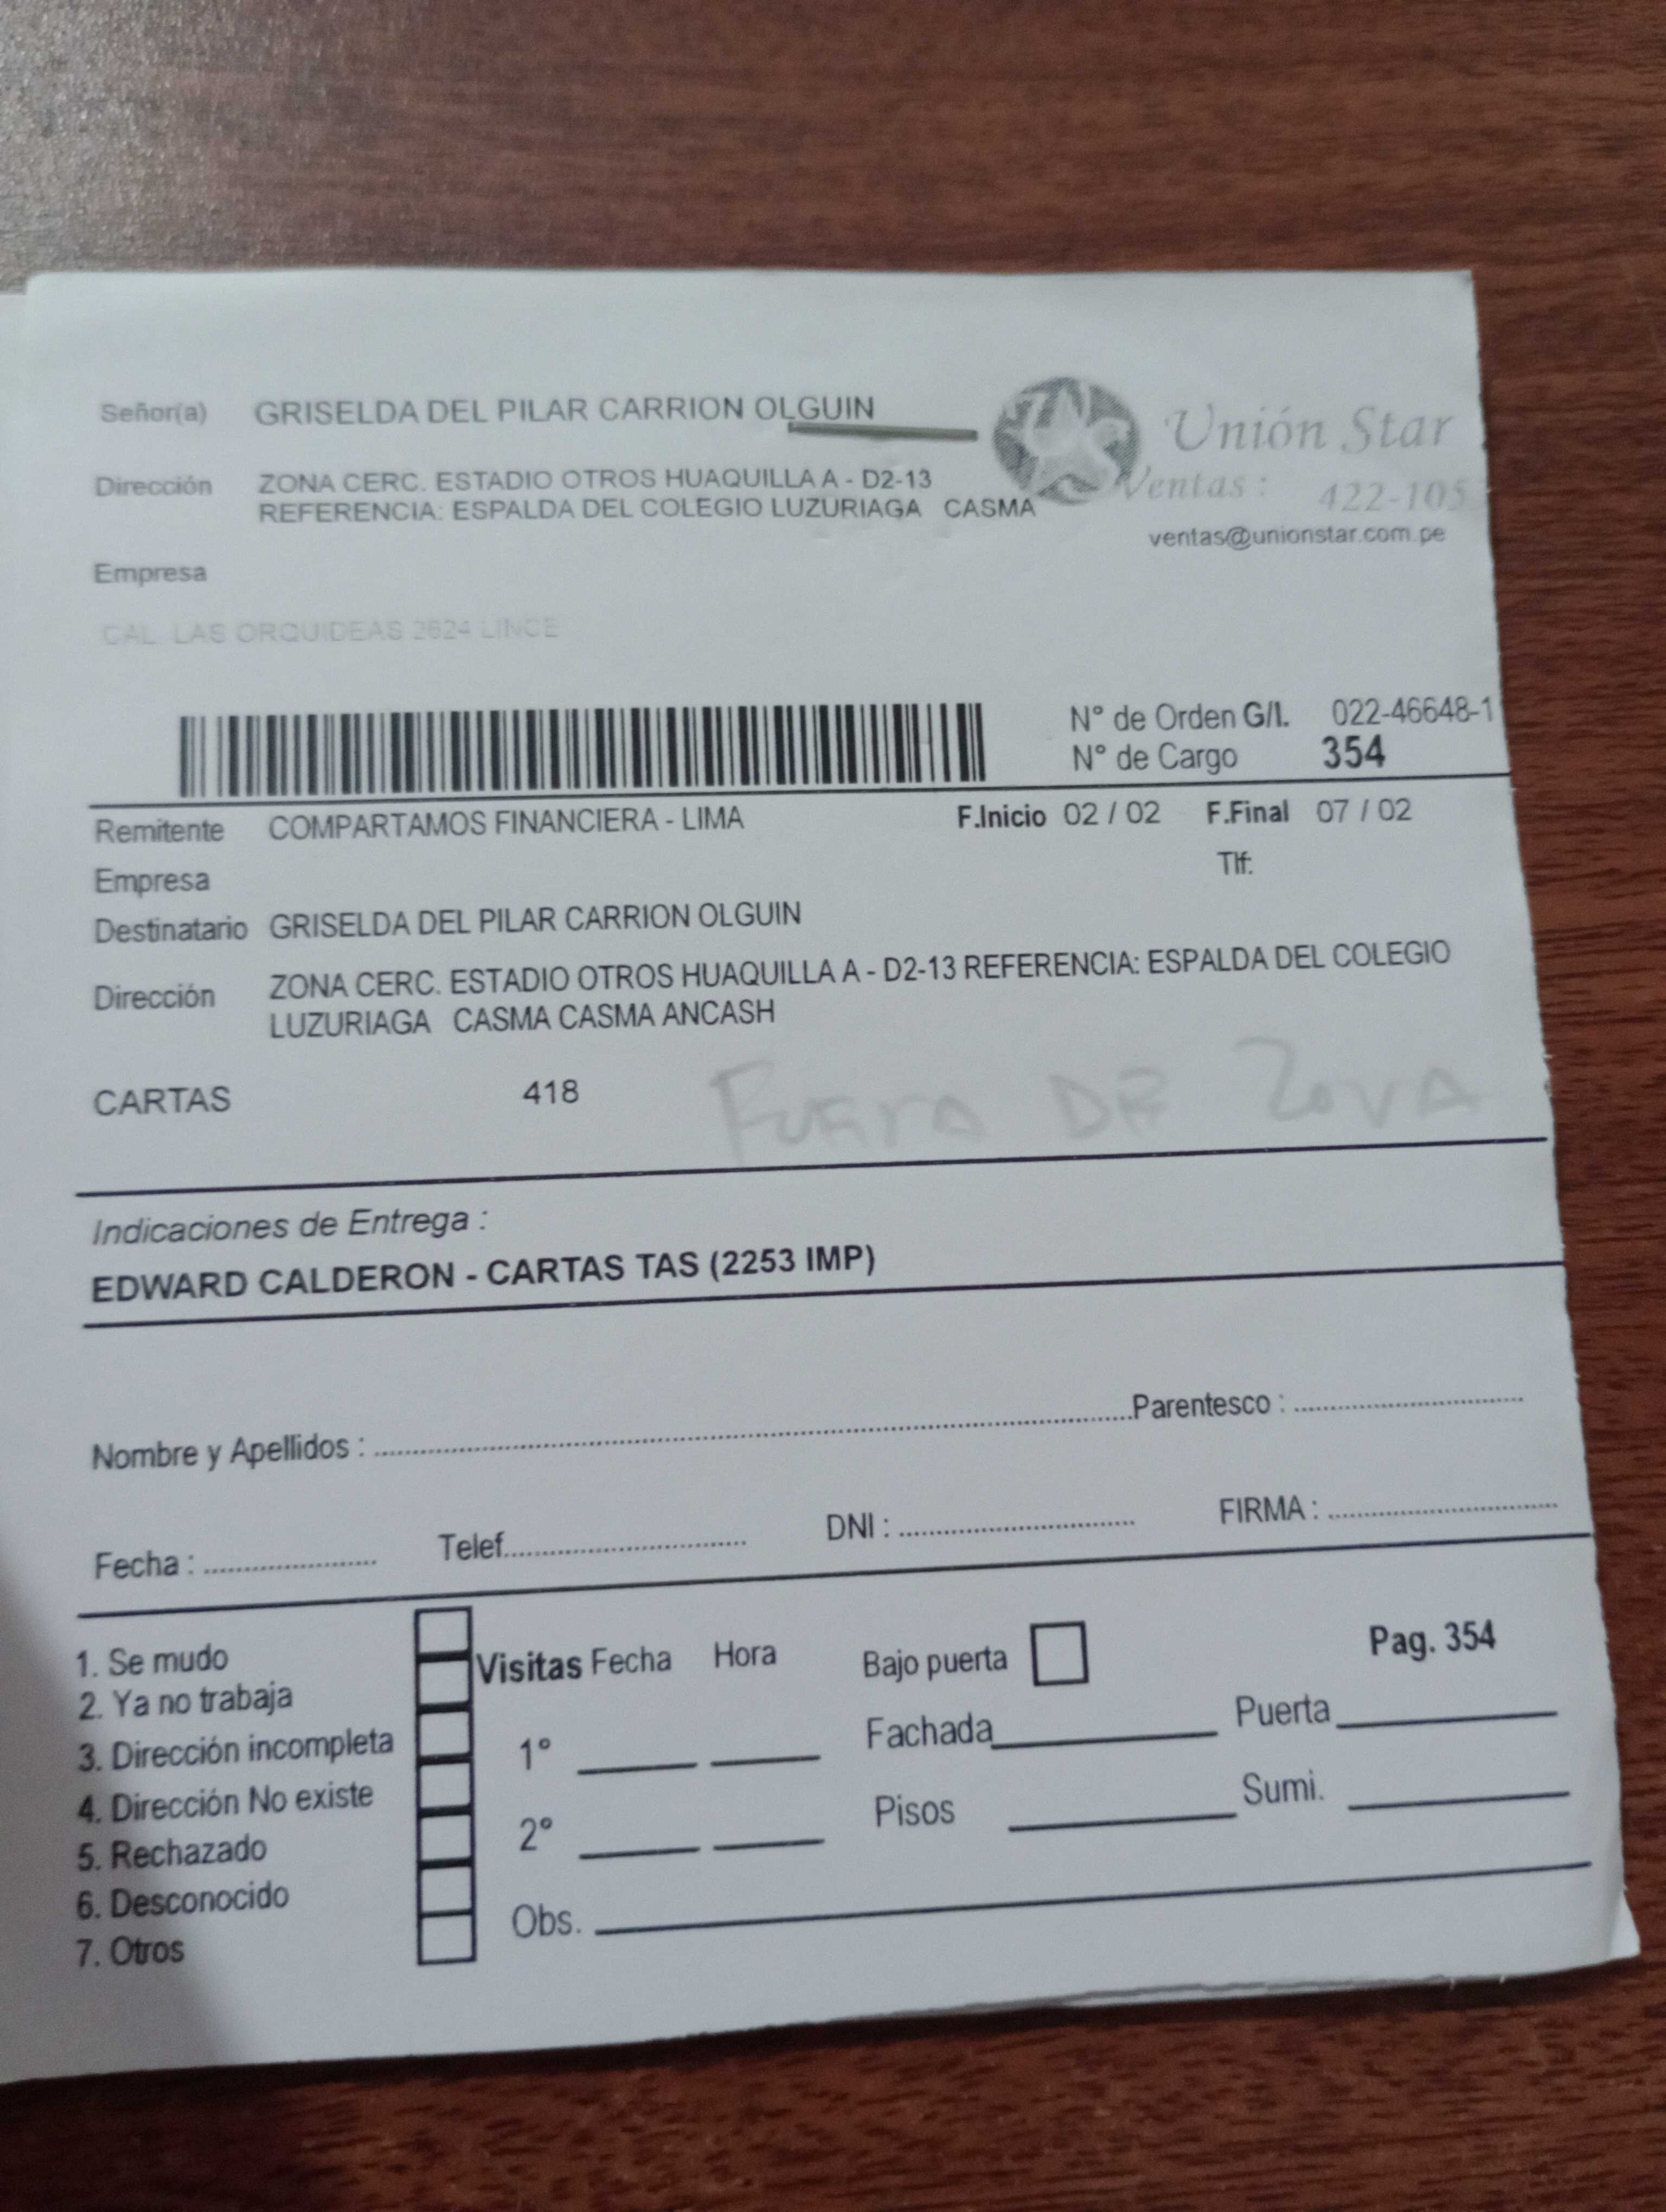 Señor(a) GRISELDA DEL PILAR CARRION OLGUIN
Unión Star
Dirección ZONA CERC. ESTADIO OTROS HUAQUILLA A - D2-13
REFERENCIA: ESPALDA DEL COLEGIO LUZURIAGA CASMA
Ventas : 422-105
ventas@unionstar.com.pe
Empresa
CAL. LAS ORQUIDEAS 2624 LINCE
N° de Orden G/I. 022-46648-1
N° de Cargo 354
Remitente COMPARTAMOS FINANCIERA - LIMA F.Inicio 02 / 02 F.Final 07 / 02
Empresa Tlf:
Destinatario GRISELDA DEL PILAR CARRION OLGUIN
Dirección ZONA CERC. ESTADIO OTROS HUAQUILLA A - D2-13 REFERENCIA: ESPALDA DEL COLEGIO
LUZURIAGA CASMA CASMA ANCASH
CARTAS 418 FUEra DE ZONA
Indicaciones de Entrega :
EDWARD CALDERON - CARTAS TAS (2253 IMP)
Nombre y Apellidos : Parentesco :
Fecha : Telef. DNI : FIRMA :
1. Se mudo
2. Ya no trabaja
3. Dirección incompleta
4. Dirección No existe
5. Rechazado
6. Desconocido
7. Otros
Visitas Fecha Hora Bajo puerta Pag. 354
1° Fachada Puerta
2° Pisos Sumi.
Obs.